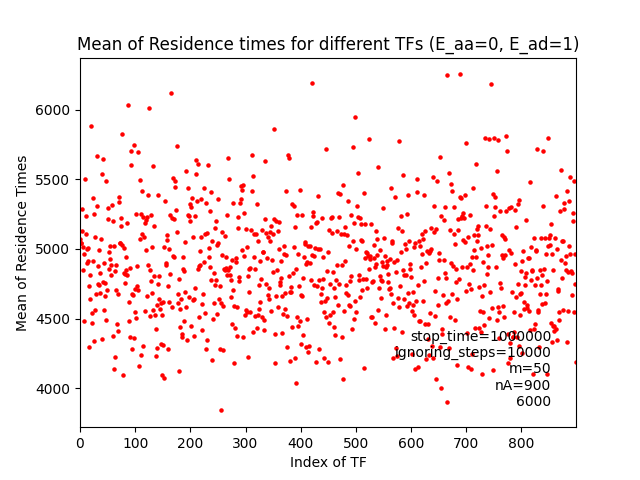 Mean of Residence times for different TFs (E_aa=0, E_ad=1)
Mean of Residence Times
6000
5500
5000
4500
4000
stop_time=1000000
ignoring_steps=10000
m=50
nA=900
6000
0 100 200 300 400 500 600 700 800
Index of TF